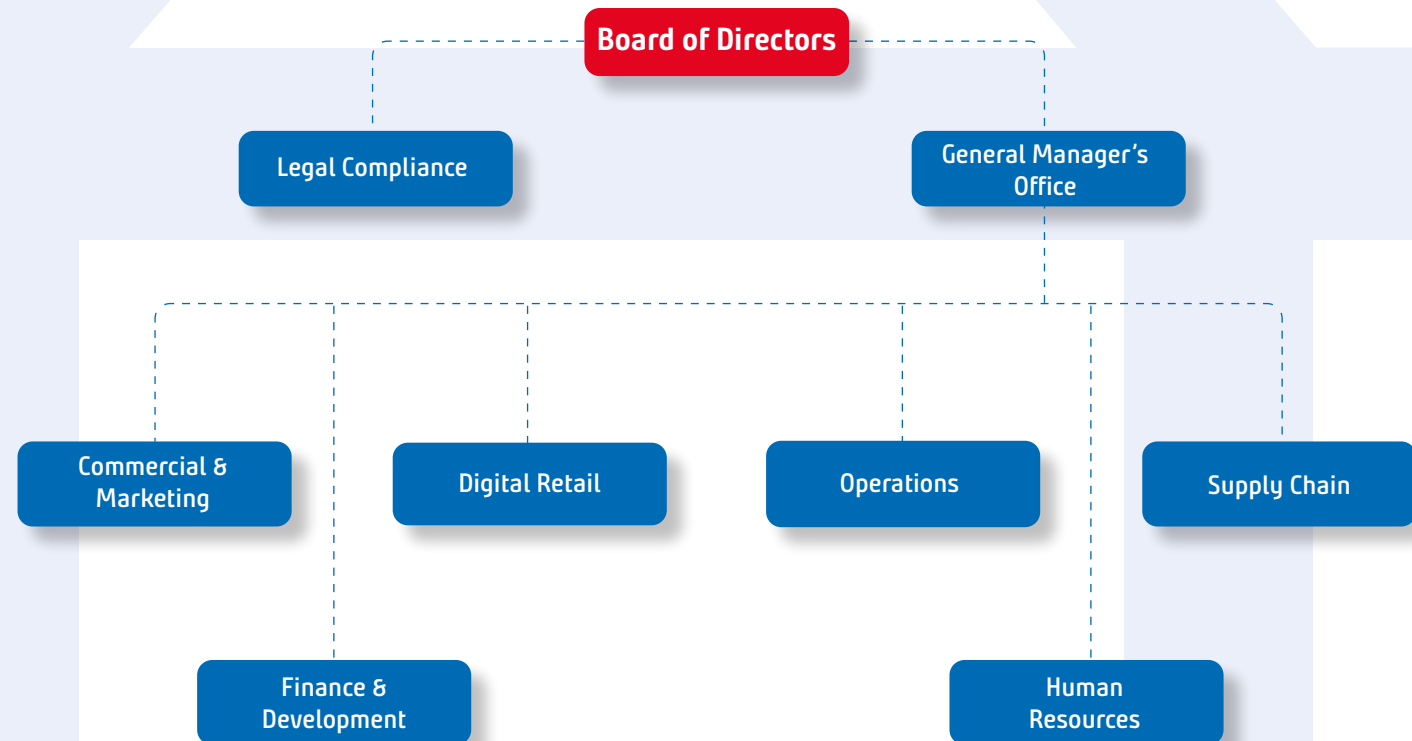 Board of Directors
Legal Compliance
General Manager’s
Office
Commercial &
Marketing
Digital Retail
Operations
Supply Chain
Finance &
Development
Human
Resources